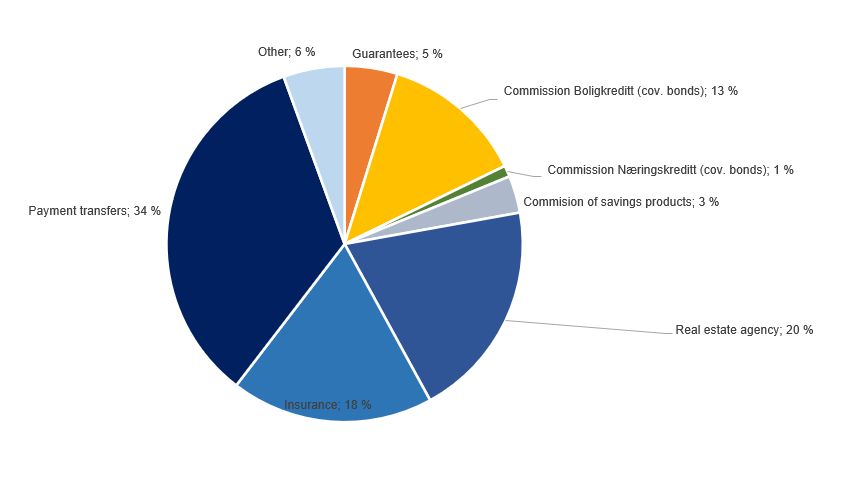 Other; 6 %
Guarantees; 5 %
Commission Boligkreditt (cov. bonds); 13 %
Commission Næringskreditt (cov. bonds); 1 %
Commision of savings products; 3 %
Payment transfers; 34 %
Real estate agency; 20 %
Insurance; 18 %